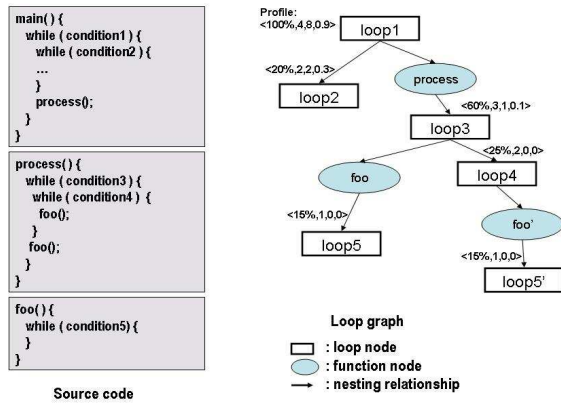 main( ) {
while ( condition1 ) {
while ( condition2 ) {
...
}
process();
}
}
process() {
while ( condition3 ) {
while ( condition4 ) {
foo();
}
foo();
}
}
foo( ) {
while ( condition5) {
}
}
Source code
Profile:
<100%,4,8,0.9>
loop1
<20%,2,2,0.3>
process
loop2
<60%,3,1,0.1>
loop3
<25%,2,0,0>
foo
loop4
<15%,1,0,0>
foo'
loop5
<15%,1,0,0>
loop5'
Loop graph
: loop node
: function node
: nesting relationship